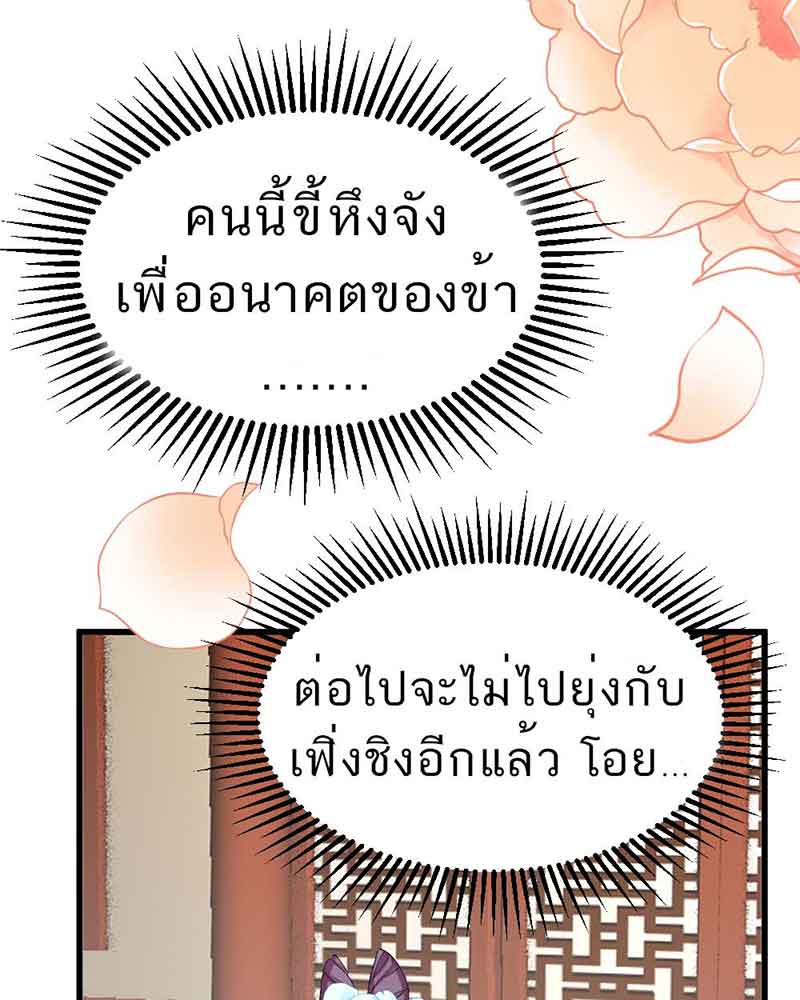 คนนี้ขี้หึงจัง
เพื่ออนาคตของข้า
.......
ต่อไปจะไม่ไปยุ่งกับ
เฟิ่งชิงอีกแล้ว โอย...